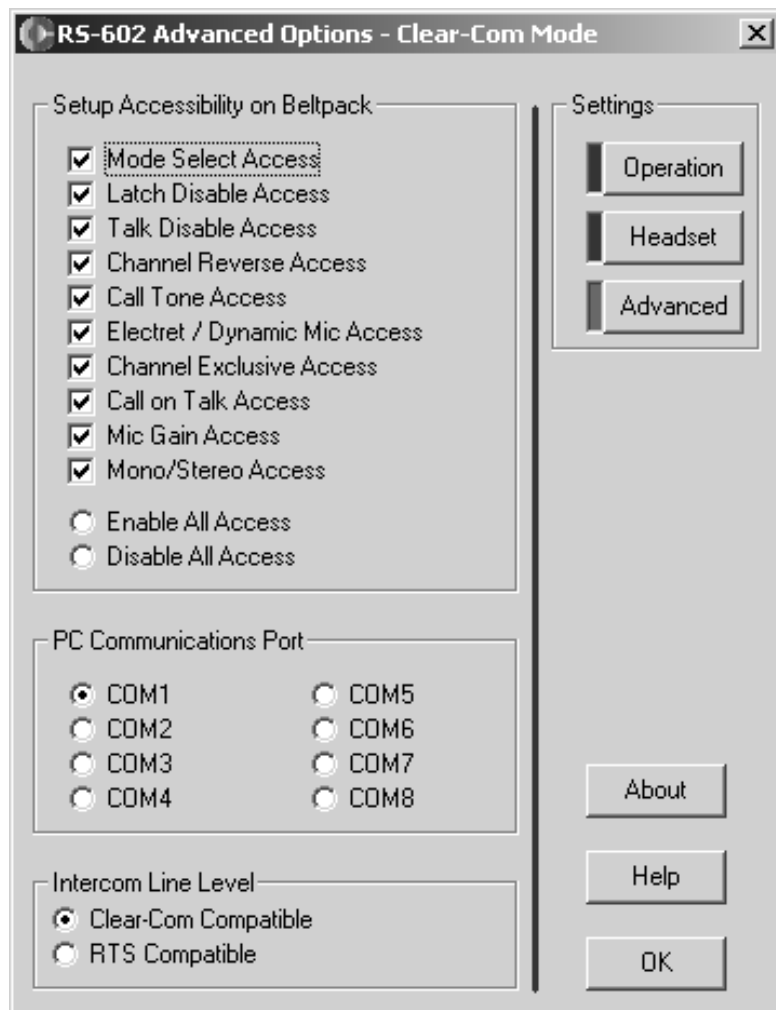 RS-602 Advanced Options - Clear-Com Mode
Setup Accessibility on Beltpack
Mode Select Access
Latch Disable Access
Talk Disable Access
Channel Reverse Access
Call Tone Access
Electret / Dynamic Mic Access
Channel Exclusive Access
Call on Talk Access
Mic Gain Access
Mono/Stereo Access
Enable All Access
Disable All Access
PC Communications Port
COM1
COM2
COM3
COM4
COM5
COM6
COM7
COM8
Intercom Line Level
Clear-Com Compatible
RTS Compatible
Settings
Operation
Headset
Advanced
About
Help
OK